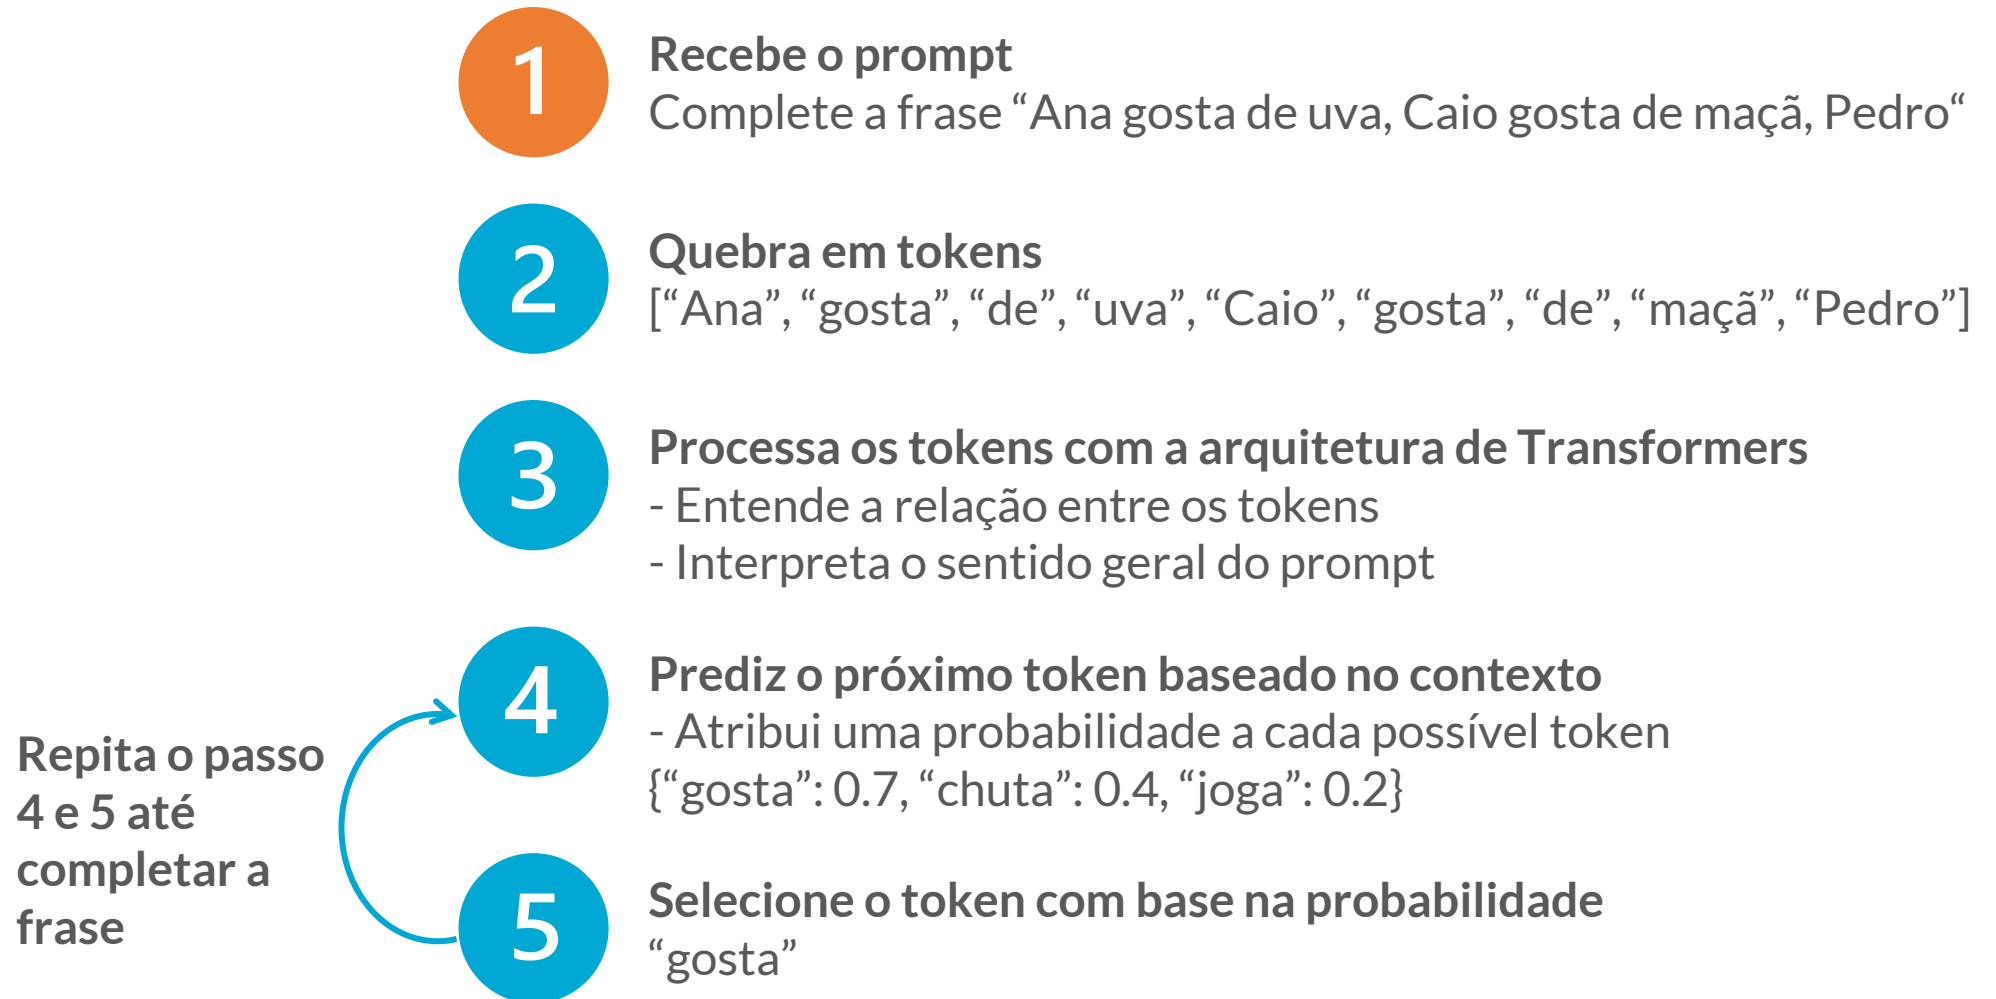 1
Recebe o prompt
Complete a frase “Ana gosta de uva, Caio gosta de maçã, Pedro“
2
Quebra em tokens
[“Ana”, “gosta”, “de”, “uva”, “Caio”, “gosta”, “de”, “maçã”, “Pedro”]
3
Processa os tokens com a arquitetura de Transformers
- Entende a relação entre os tokens
- Interpreta o sentido geral do prompt
4
Prediz o próximo token baseado no contexto
- Atribui uma probabilidade a cada possível token
{“gosta”: 0.7, “chuta”: 0.4, “joga”: 0.2}
Repita o passo
4 e 5 até
completar a
frase
5
Selecione o token com base na probabilidade
“gosta”